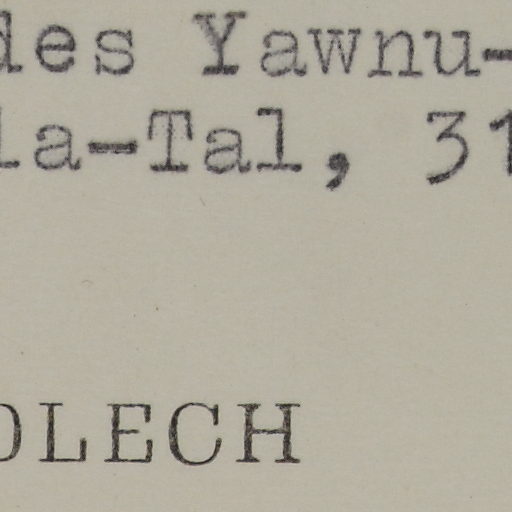 des Yawnu-
la-Tal, 31
OLECH